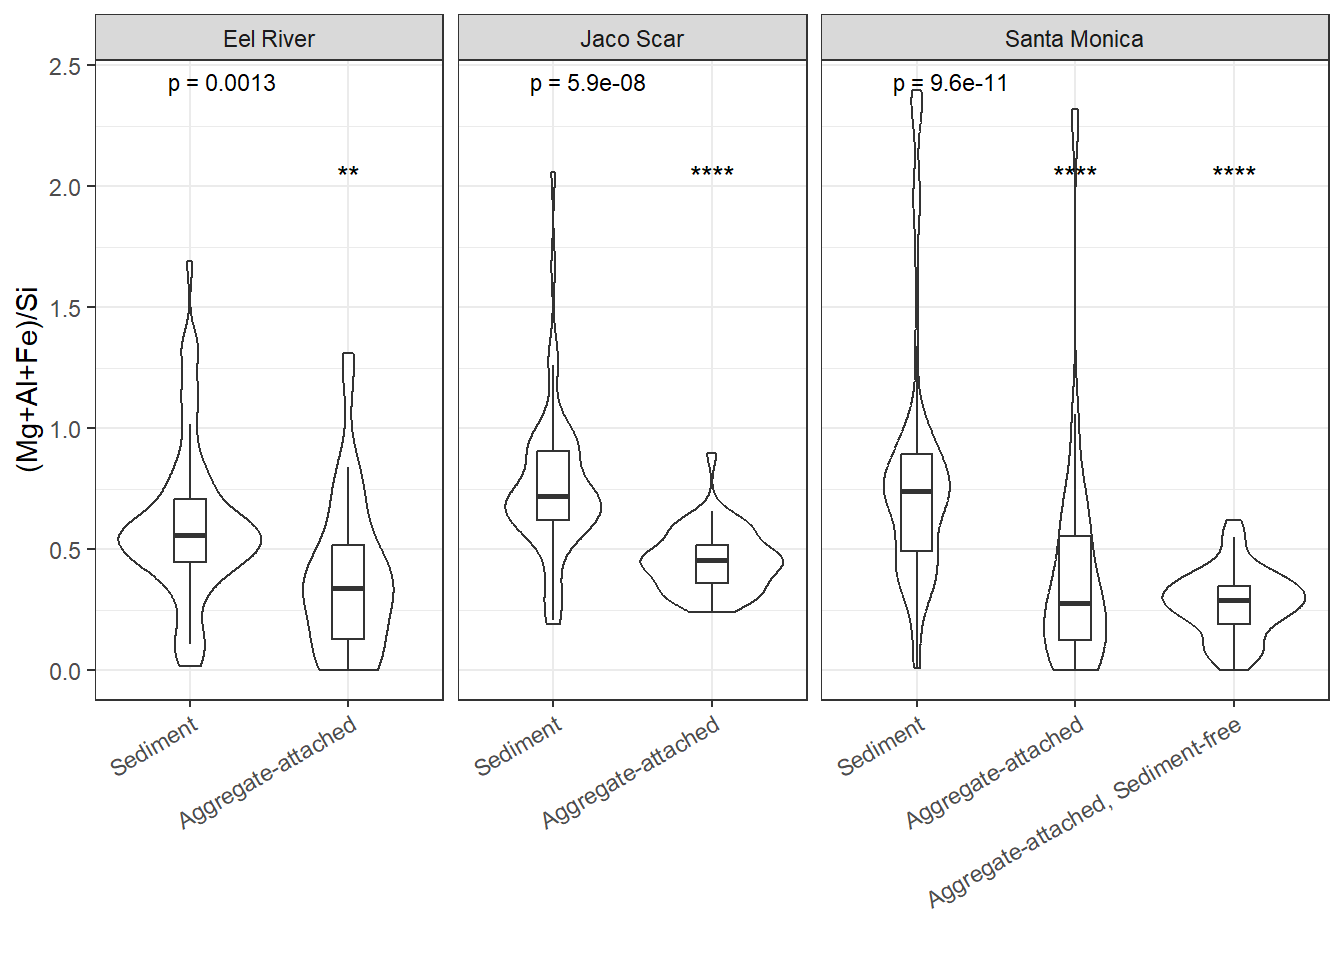 Eel River
Jaco Scar
Santa Monica
p = 0.0013
p = 5.9e-08
p = 9.6e-11
**
****
****
****
(Mg+Al+Fe)/Si
2.5
2.0
1.5
1.0
0.5
0.0
Sediment
Aggregate-attached
Sediment
Aggregate-attached
Sediment
Aggregate-attached
Aggregate-attached, Sediment-free